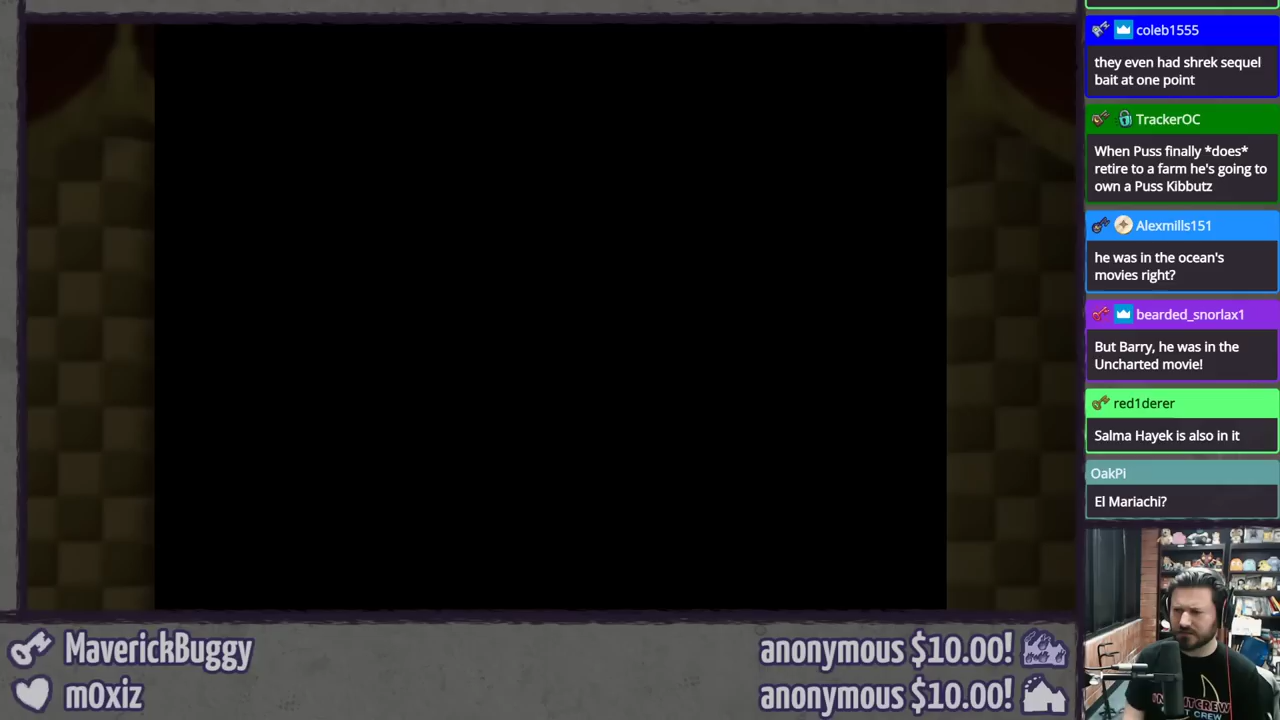 coleb1555
they even had shrek sequel
bait at one point
TrackerOC
When Puss finally *does*
retire to a farm he's going to
own a Puss Kibbutz
Alexmills151
he was in the ocean's
movies right?
bearded_snorlax1
But Barry, he was in the
Uncharted movie!
red1derer
Salma Hayek is also in it
OakPi
El Mariachi?
MaverickBuggy
m0xiz
anonymous $10.00!
anonymous $10.00!